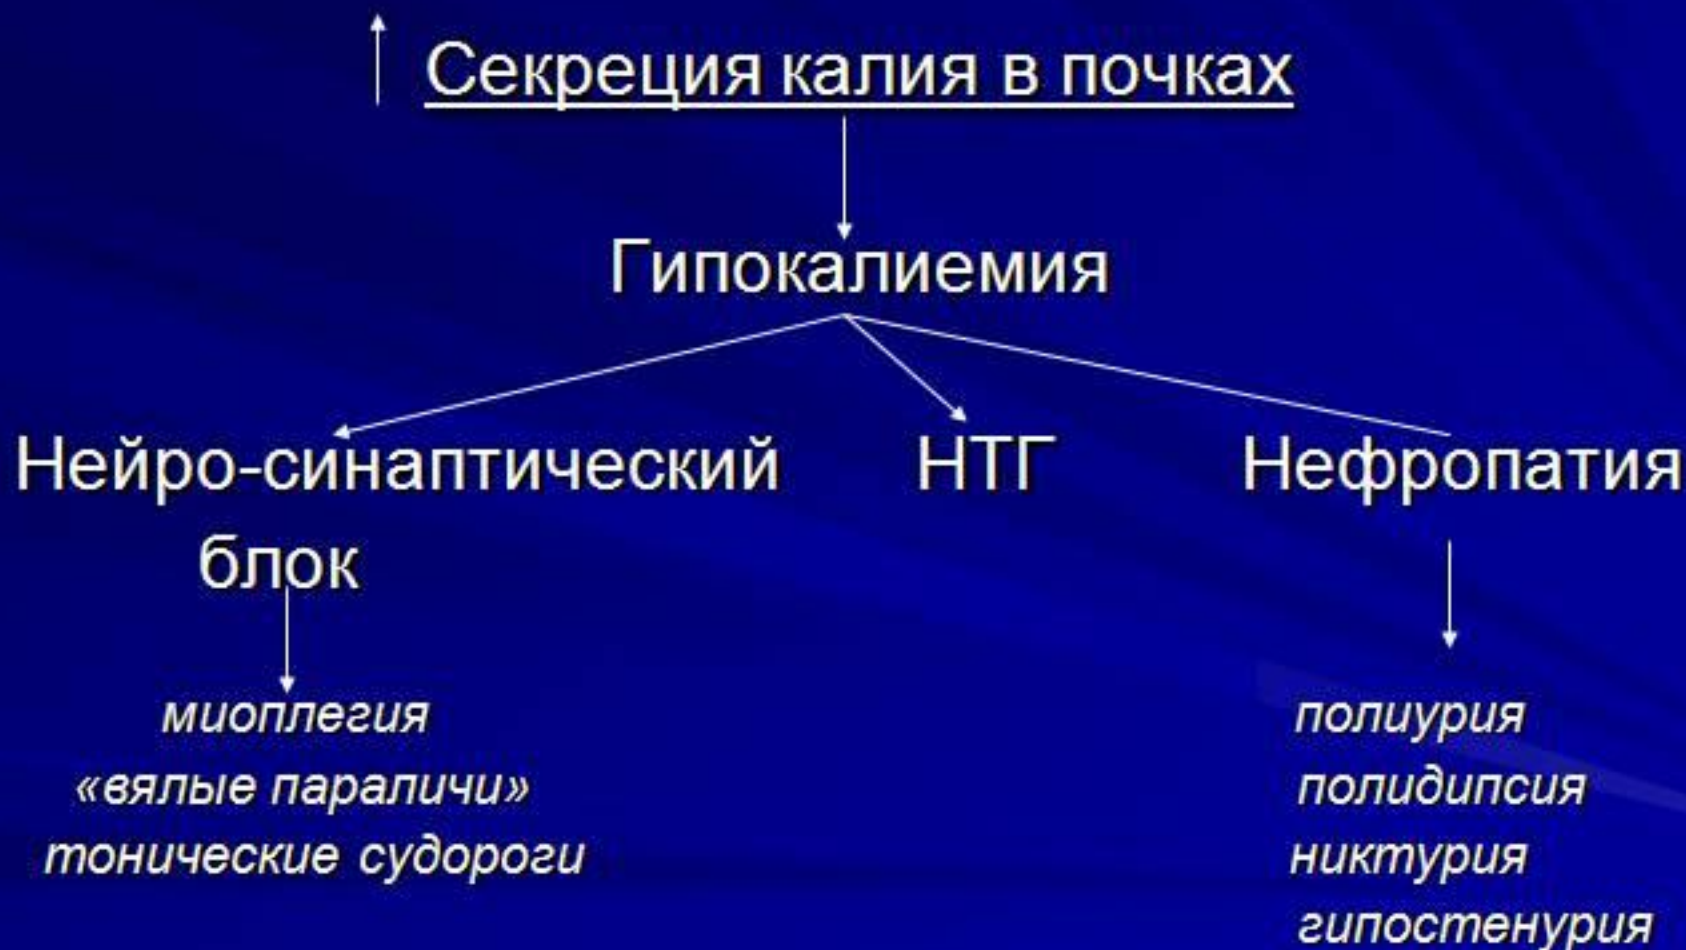 Секреция калия в почках
Гипокалиемия
Нейро-синаптический НТГ Нефропатия
блок
миоплегия
«вялые параличи»
тонические судороги
полиурия
полидипсия
никтурия
гипостенурия